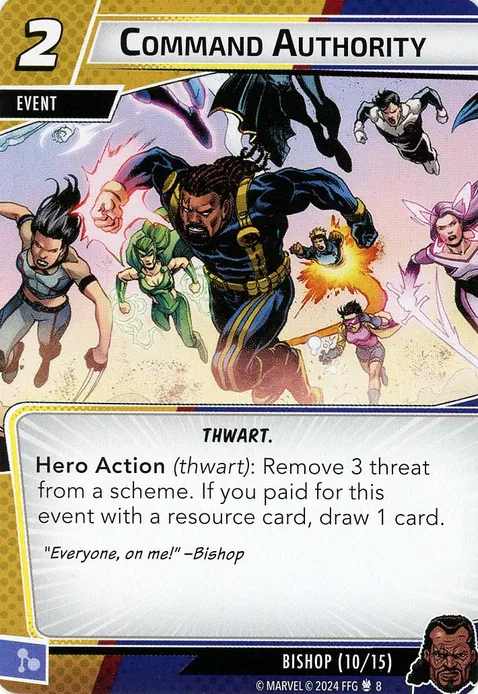 2
COMMAND AUTHORITY
EVENT
THWART.
Hero Action (thwart): Remove 3 threat
from a scheme. If you paid for this
event with a resource card, draw 1 card.
"Everyone, on me!" –Bishop
BISHOP (10/15)
© MARVEL © 2024 FFG 8